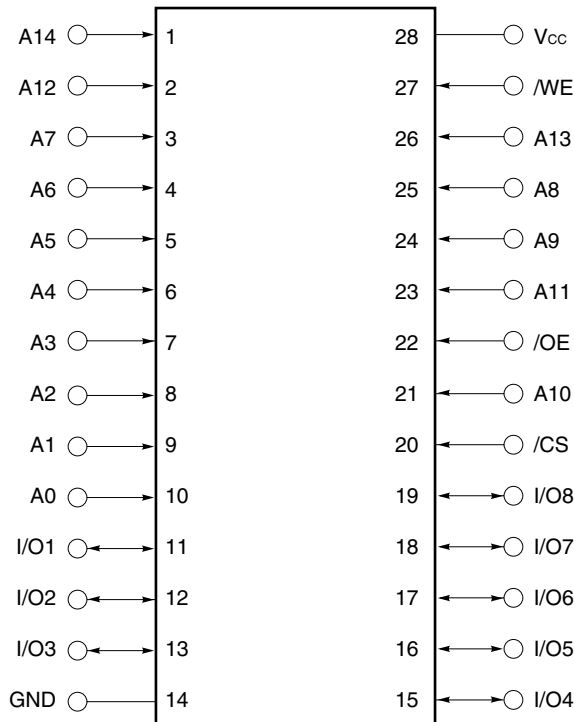 A14 1 28 Vcc
A12 2 27 /WE
A7 3 26 A13
A6 4 25 A8
A5 5 24 A9
A4 6 23 A11
A3 7 22 /OE
A2 8 21 A10
A1 9 20 /CS
A0 10 19 I/O8
I/O1 11 18 I/O7
I/O2 12 17 I/O6
I/O3 13 16 I/O5
GND 14 15 I/O4